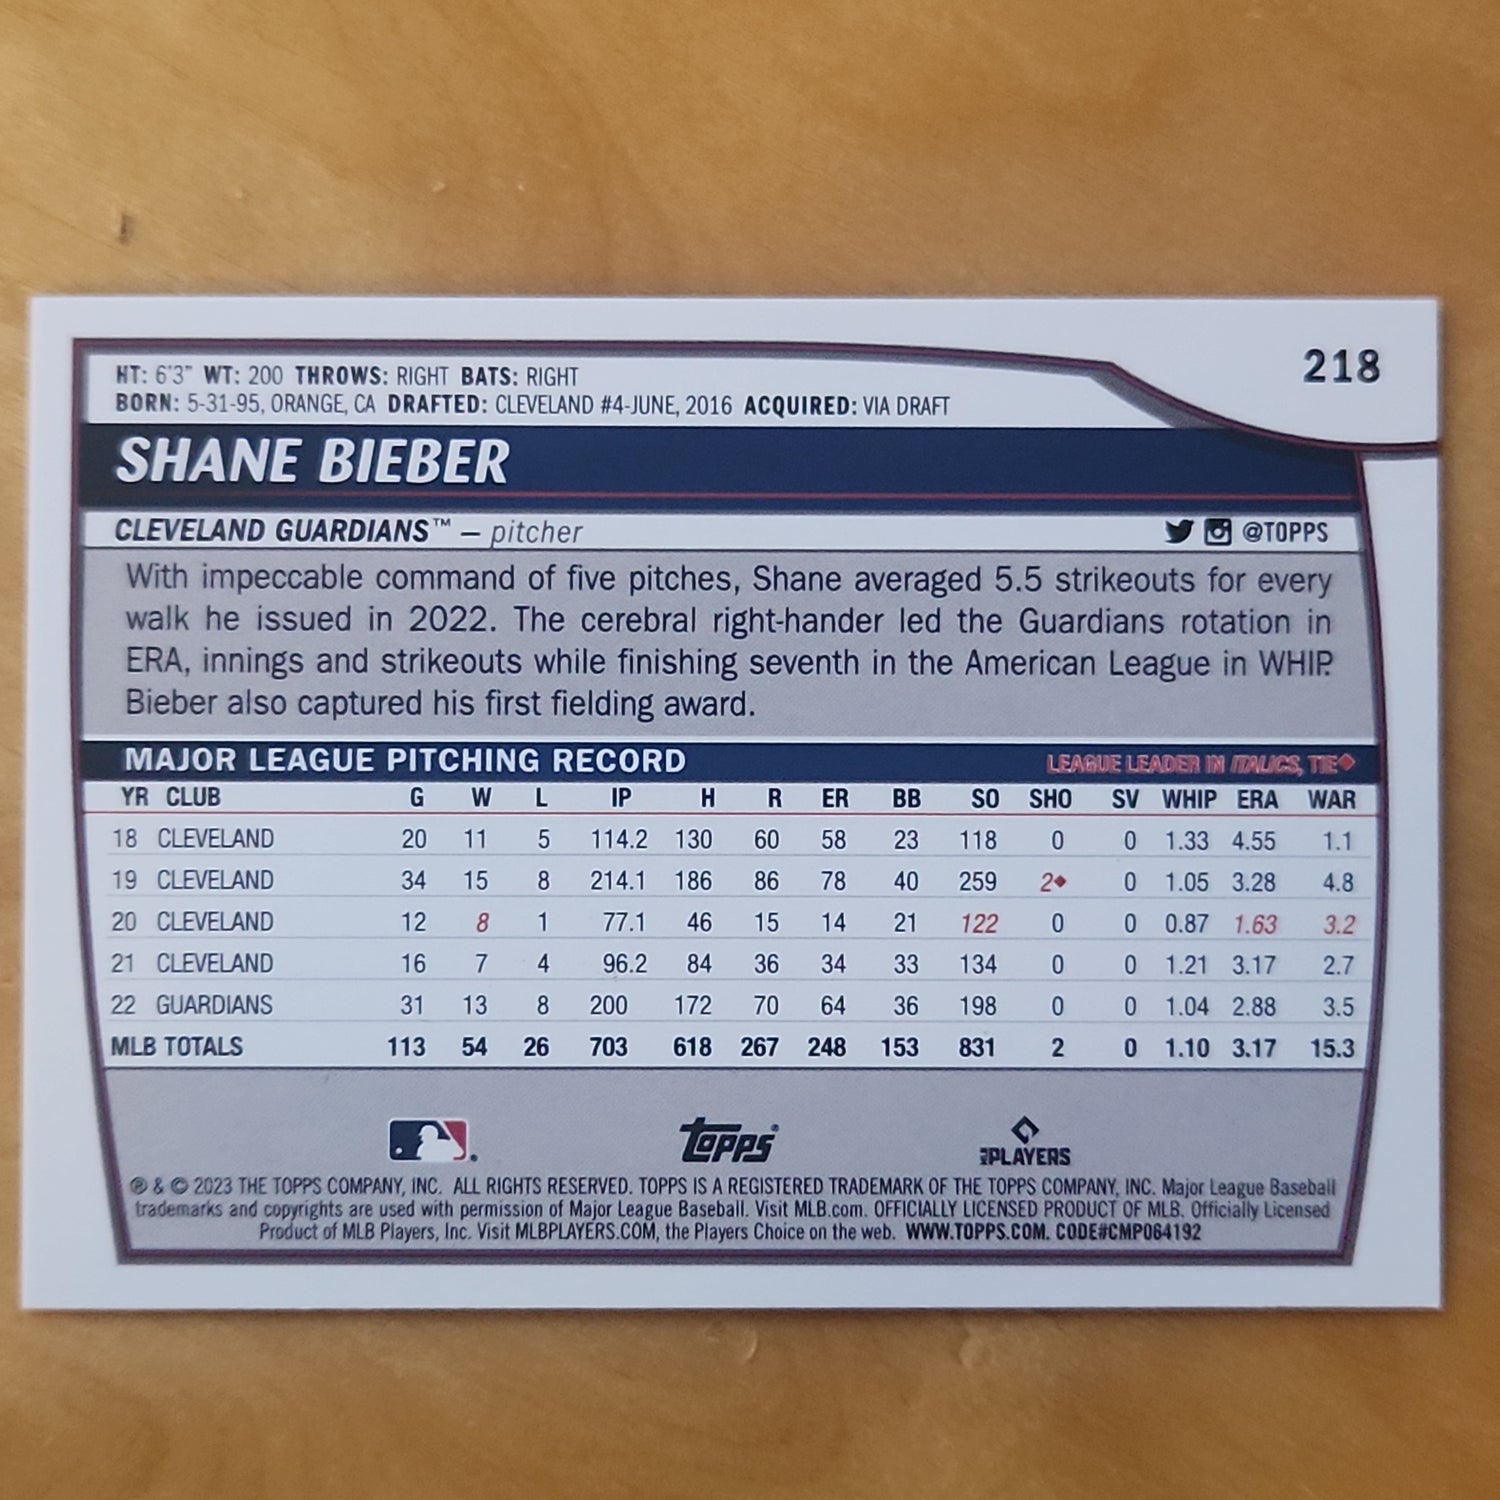 218
HT: 6'3" WT: 200 THROWS: RIGHT BATS: RIGHT
BORN: 5-31-95, ORANGE, CA DRAFTED: CLEVELAND #4-JUNE, 2016 ACQUIRED: VIA DRAFT
SHANE BIEBER
CLEVELAND GUARDIANS™ – pitcher @TOPPS
With impeccable command of five pitches, Shane averaged 5.5 strikeouts for every
walk he issued in 2022. The cerebral right-hander led the Guardians rotation in
ERA, innings and strikeouts while finishing seventh in the American League in WHIP.
Bieber also captured his first fielding award.
MAJOR LEAGUE PITCHING RECORD LEAGUE LEADER IN ITALICS, TIE◆
YR CLUB G W L IP H R ER BB SO SHO SV WHIP ERA WAR
18 CLEVELAND 20 11 5 114.2 130 60 58 23 118 0 0 1.33 4.55 1.1
19 CLEVELAND 34 15 8 214.1 186 86 78 40 259 2◆ 0 1.05 3.28 4.8
20 CLEVELAND 12 8 1 77.1 46 15 14 21 122 0 0 0.87 1.63 3.2
21 CLEVELAND 16 7 4 96.2 84 36 34 33 134 0 0 1.21 3.17 2.7
22 GUARDIANS 31 13 8 200 172 70 64 36 198 0 0 1.04 2.88 3.5
MLB TOTALS 113 54 26 703 618 267 248 153 831 2 0 1.10 3.17 15.3
Topps® MLBPLAYERS
® & © 2023 THE TOPPS COMPANY, INC. ALL RIGHTS RESERVED. TOPPS IS A REGISTERED TRADEMARK OF THE TOPPS COMPANY, INC. Major League Baseball
trademarks and copyrights are used with permission of Major League Baseball. Visit MLB.com. OFFICIALLY LICENSED PRODUCT OF MLB. Officially Licensed
Product of MLB Players, Inc. Visit MLBPLAYERS.COM, the Players Choice on the web. WWW.TOPPS.COM. CODE#CMP064192